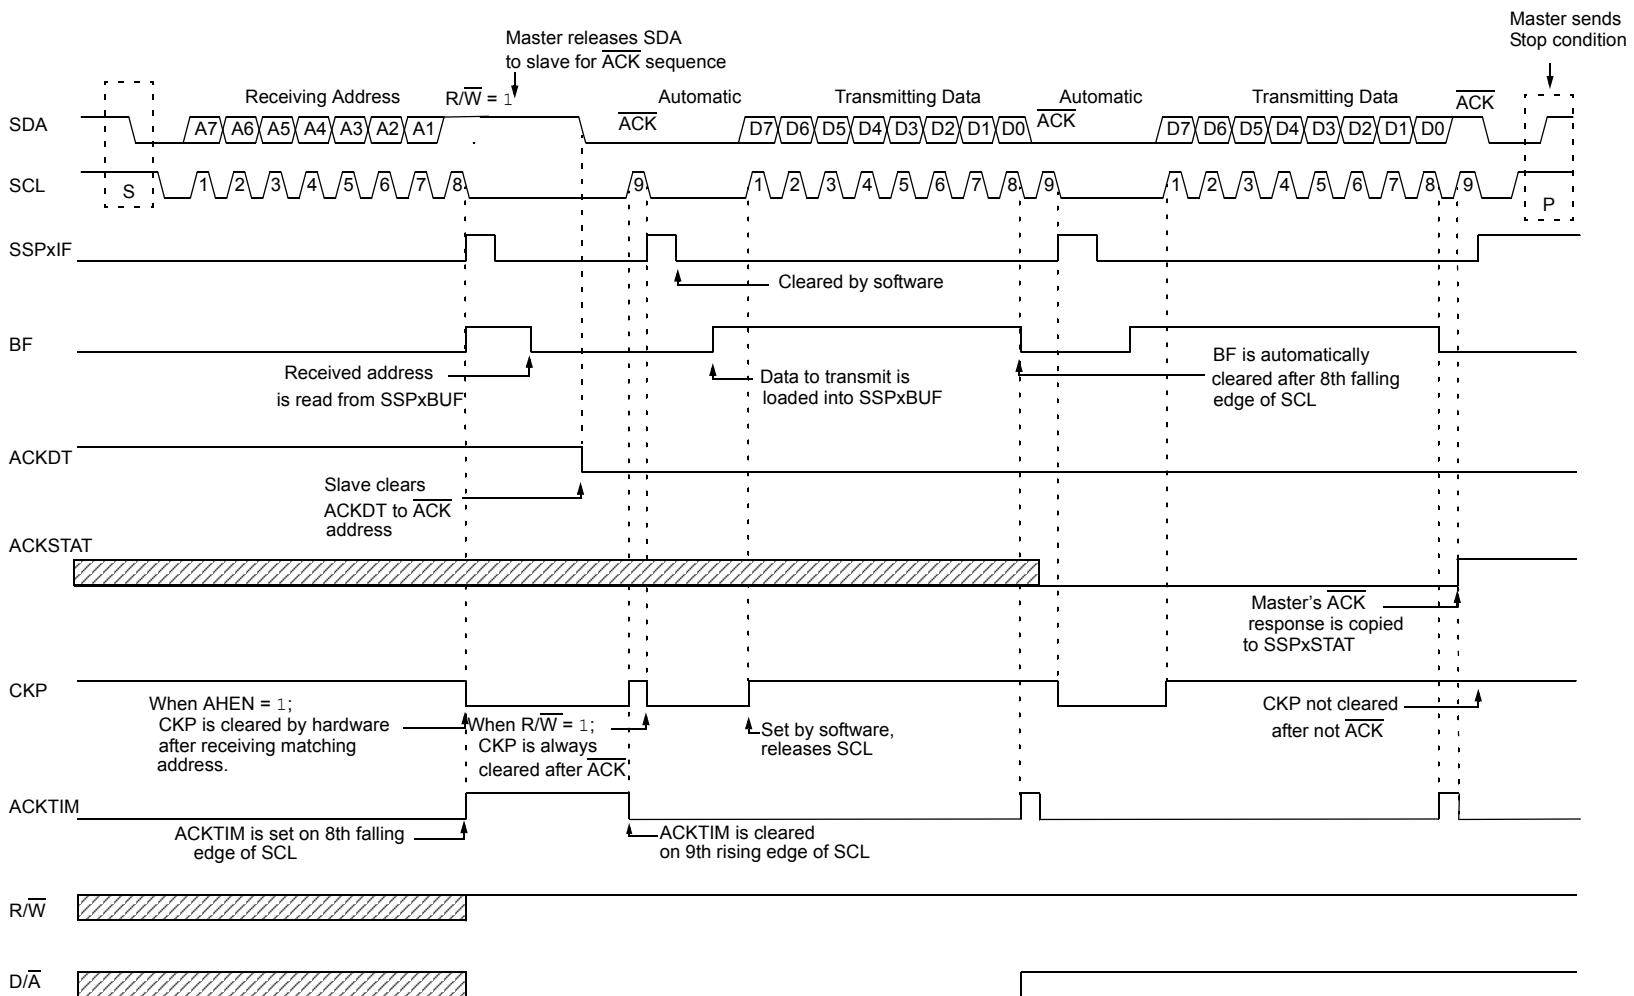 Master sends
Stop condition
Master releases SDA
to slave for ACK sequence
Receiving Address
R/W = 1
Automatic
Transmitting Data
Automatic
Transmitting Data
ACK
SDA
A7 A6 A5 A4 A3 A2 A1
ACK
D7 D6 D5 D4 D3 D2 D1 D0
ACK
D7 D6 D5 D4 D3 D2 D1 D0
SCL
S
1 2 3 4 5 6 7 8 9
1 2 3 4 5 6 7 8 9
1 2 3 4 5 6 7 8 9
P
SSPxIF
Cleared by software
BF
Received address
is read from SSPxBUF
Data to transmit is
loaded into SSPxBUF
BF is automatically
cleared after 8th falling
edge of SCL
ACKDT
Slave clears
ACKDT to ACK
address
ACKSTAT
Master's ACK
response is copied
to SSPxSTAT
CKP
When AHEN = 1;
CKP is cleared by hardware
after receiving matching
address.
When R/W = 1;
CKP is always
cleared after ACK
Set by software,
releases SCL
CKP not cleared
after not ACK
ACKTIM
ACKTIM is set on 8th falling
edge of SCL
ACKTIM is cleared
on 9th rising edge of SCL
R/W
D/A